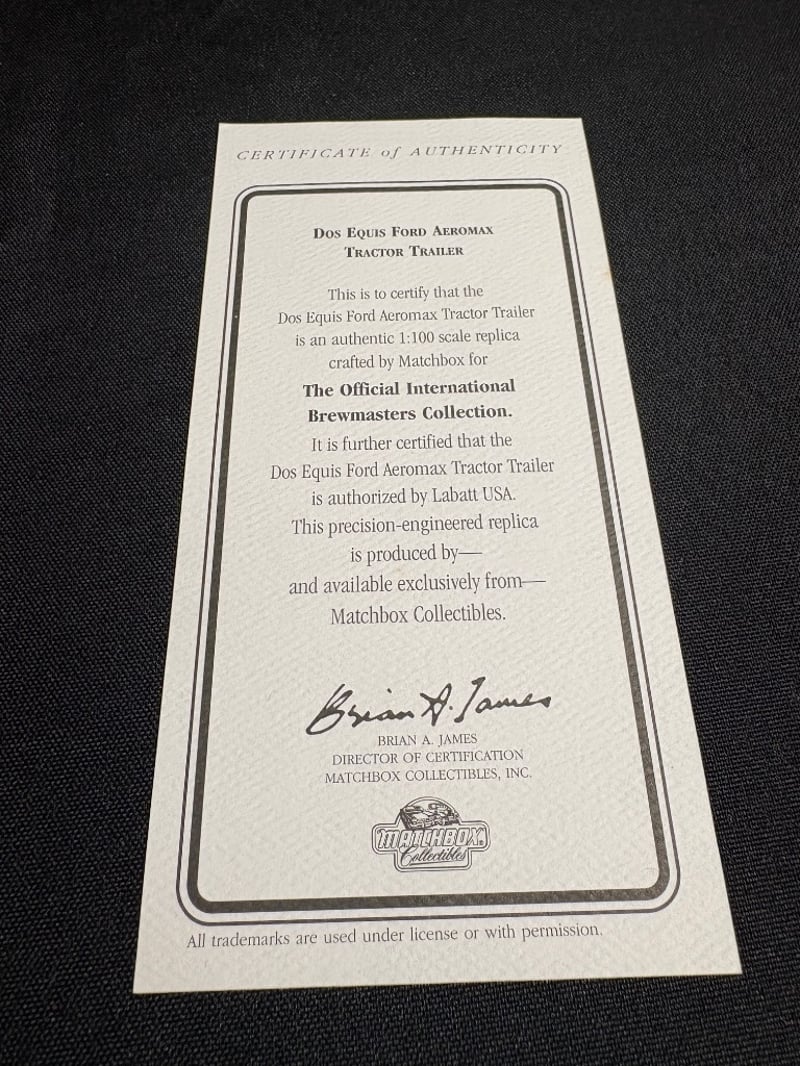 CERTIFICATE of AUTHENTICITY
DOS EQUIS FORD AEROMAX
TRACTOR TRAILER
This is to certify that the
Dos Equis Ford Aeromax Tractor Trailer
is an authentic 1:100 scale replica
crafted by Matchbox for
The Official International
Brewmasters Collection.
It is further certified that the
Dos Equis Ford Aeromax Tractor Trailer
is authorized by Labatt USA.
This precision-engineered replica
is produced by—
and available exclusively from—
Matchbox Collectibles.
Brian A. James
BRIAN A. JAMES
DIRECTOR OF CERTIFICATION
MATCHBOX COLLECTIBLES, INC.
MATCHBOX
Collectibles
All trademarks are used under license or with permission.